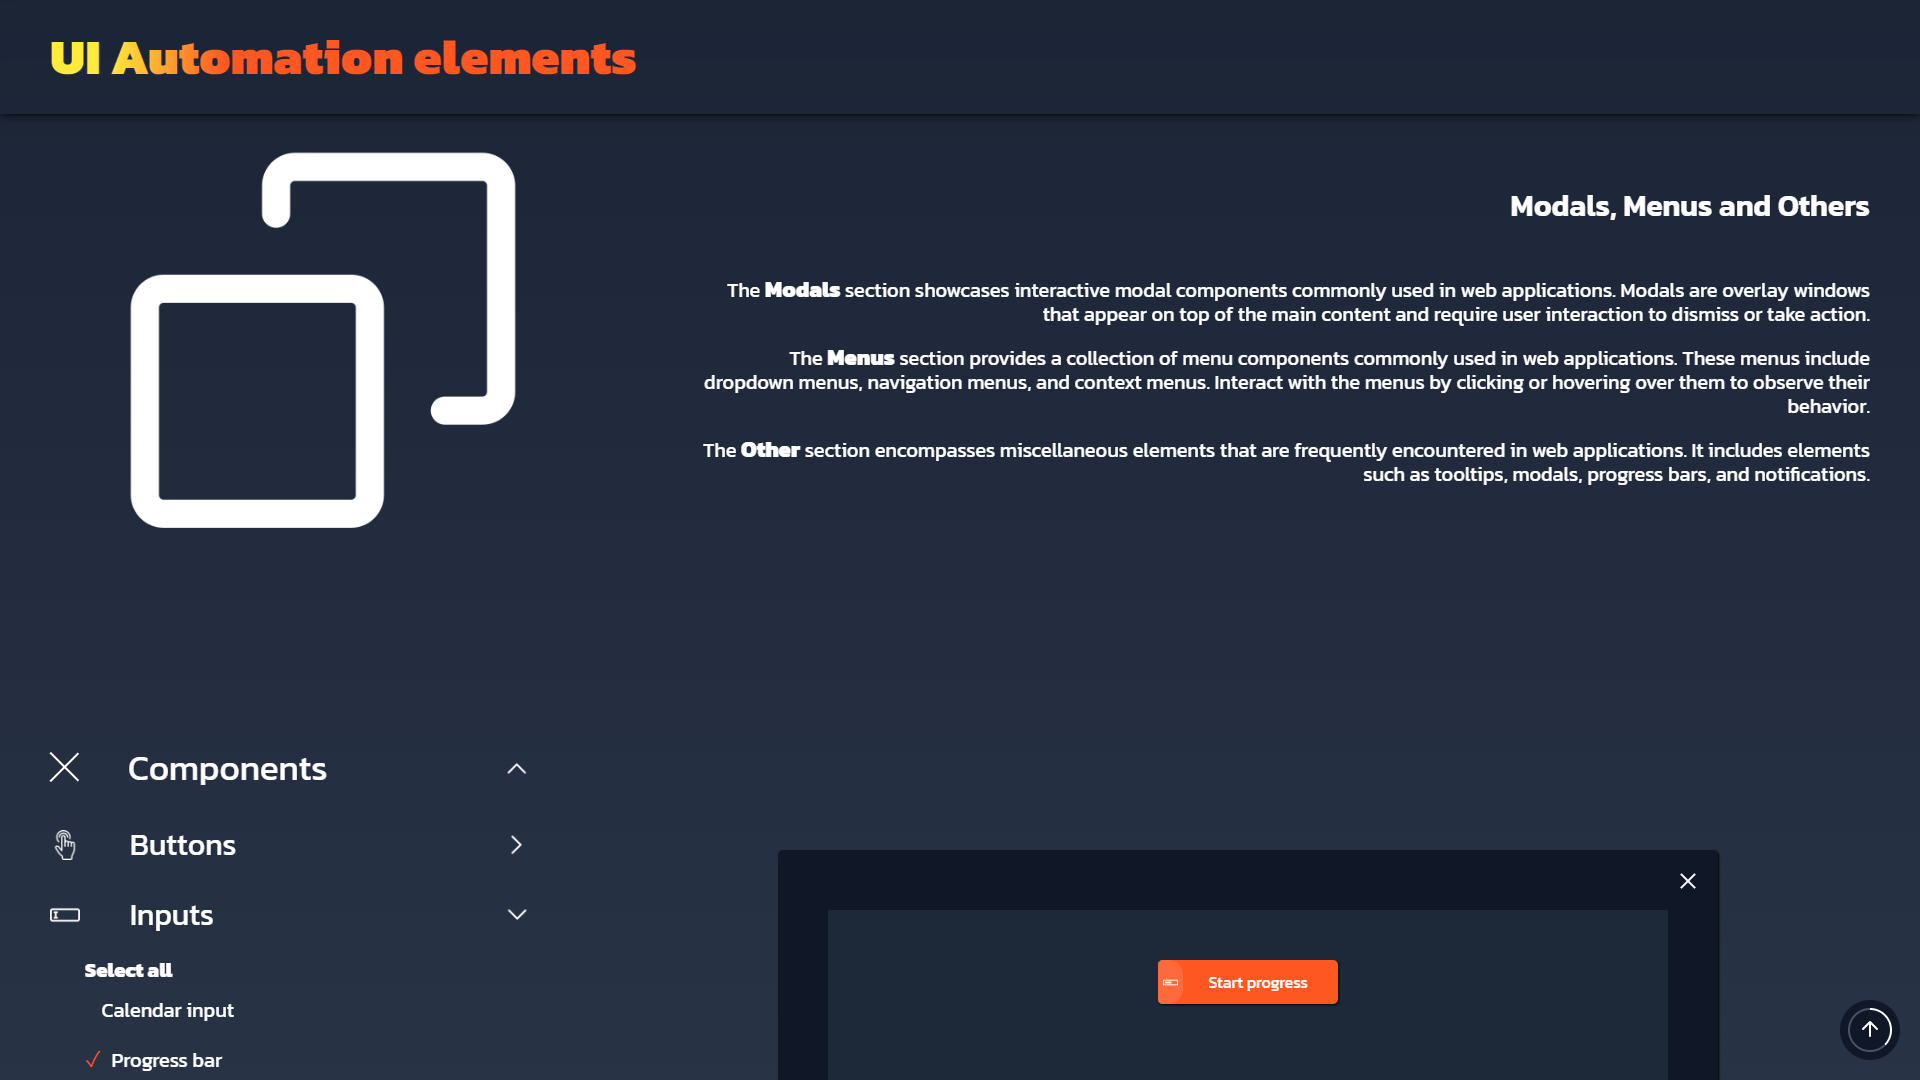 UI Automation elements
Modals, Menus and Others
The Modals section showcases interactive modal components commonly used in web applications. Modals are overlay windows
that appear on top of the main content and require user interaction to dismiss or take action.
The Menus section provides a collection of menu components commonly used in web applications. These menus include
dropdown menus, navigation menus, and context menus. Interact with the menus by clicking or hovering over them to observe their
behavior.
The Other section encompasses miscellaneous elements that are frequently encountered in web applications. It includes elements
such as tooltips, modals, progress bars, and notifications.
Components
Buttons
Inputs
Select all
Calendar input
Progress bar
Start progress